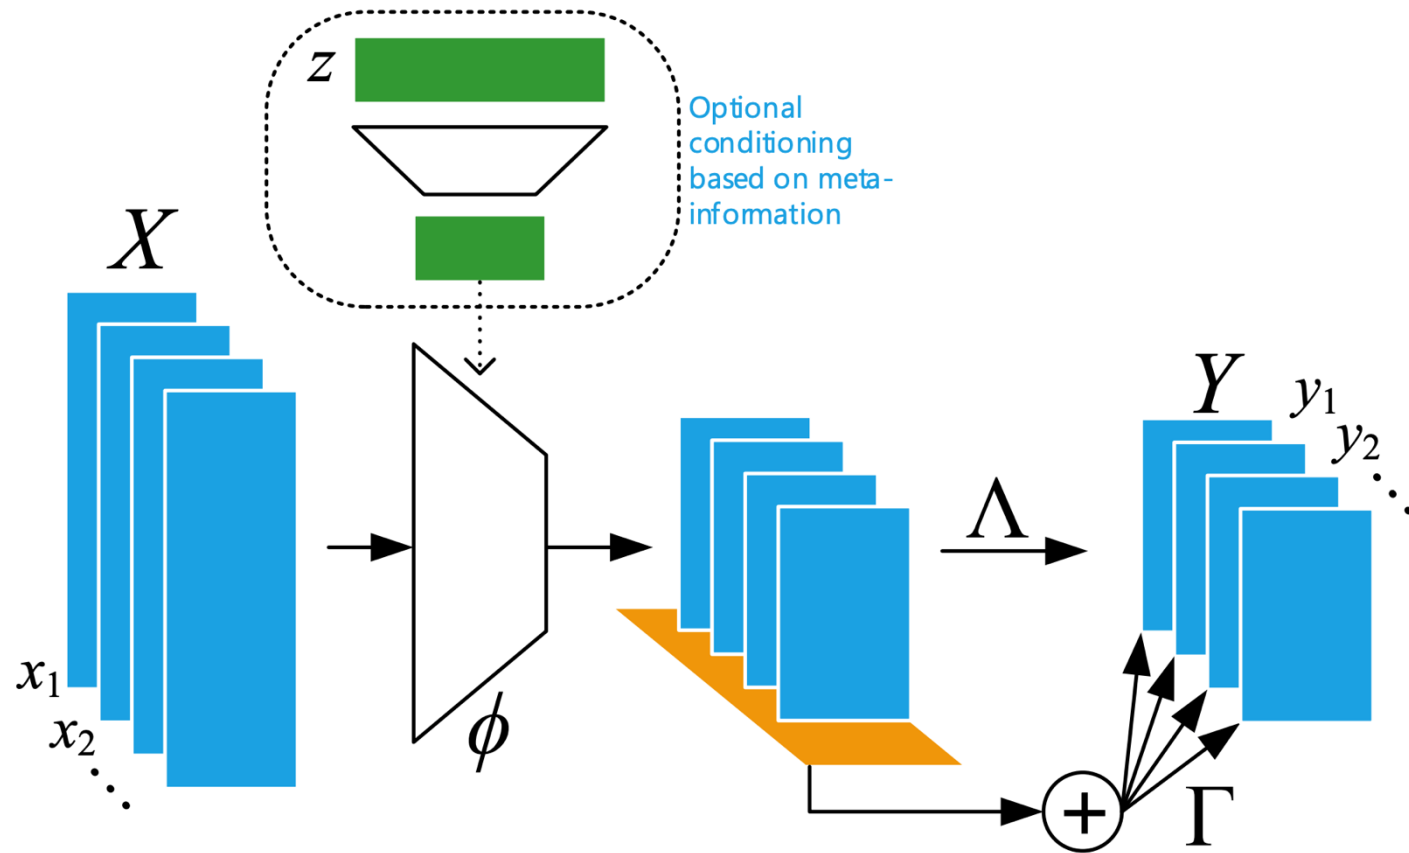 z
Optional
conditioning
based on meta-
information
X
Y
y₁
y₂
Λ
x₁
x₂
ϕ
+
Γ